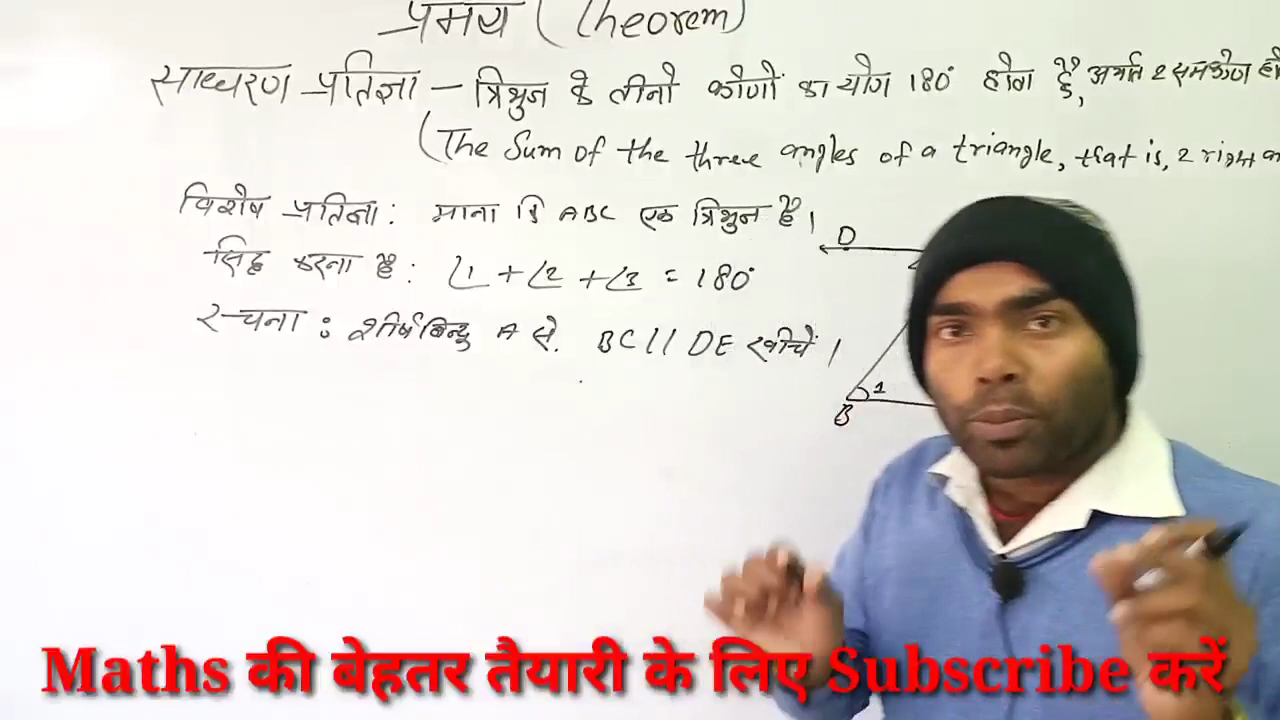 प्रमेय (Theorem)
साधारण प्रतिज्ञा - त्रिभुज के तीनो कोणों का योग 180° होता है, अर्थात 2 समकोण
(The Sum of the three angles of a triangle, that is, 2 right
विशेष प्रतिज्ञा: माना कि ABC एक त्रिभुज है।
सिद्ध करना है: ∠1 + ∠2 + ∠3 = 180°
रचना: शीर्षबिन्दु A से. BC // DE खीचें।
D
1
B
Maths की बेहतर तैयारी के लिए Subscribe करें